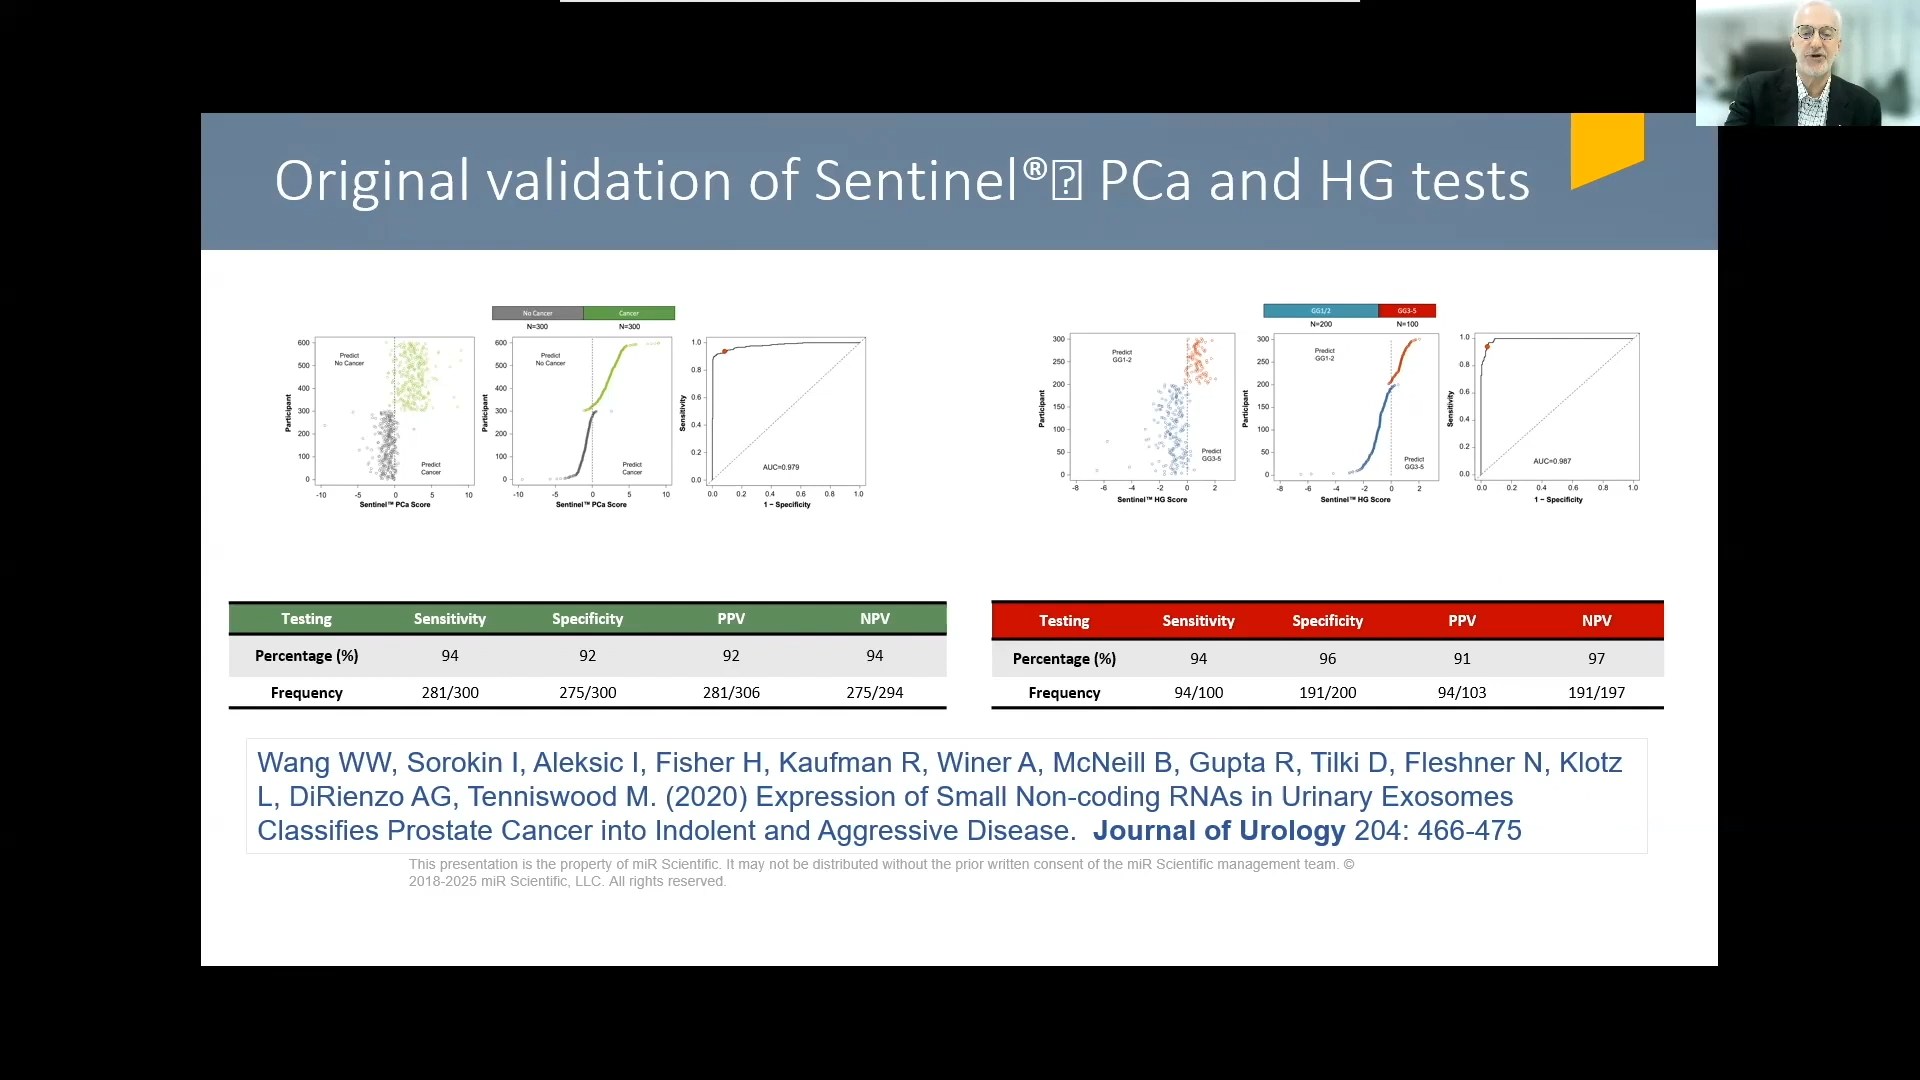 Original validation of Sentinel® PCa and HG tests
No Cancer Cancer
N=300 N=300
Participant
600
500
400
300
200
100
0
Predict
No Cancer
Predict
Cancer
-10 -5 0 5 10
Sentinel™ PCa Score
Participant
600
500
400
300
200
100
0
Predict
No Cancer
Predict
Cancer
-10 -5 0 5 10
Sentinel™ PCa Score
Sensitivity
1.0
0.8
0.6
0.4
0.2
0.0
AUC=0.979
0.0 0.2 0.4 0.6 0.8 1.0
1 − Specificity
GG1/2 GG3-5
N=200 N=100
Participant
300
250
200
150
100
50
0
Predict
GG1-2
Predict
GG3-5
-8 -6 -4 -2 0 2
Sentinel™ HG Score
Participant
300
250
200
150
100
50
0
Predict
GG1-2
Predict
GG3-5
-8 -6 -4 -2 0 2
Sentinel™ HG Score
Sensitivity
1.0
0.8
0.6
0.4
0.2
0.0
AUC=0.987
0.0 0.2 0.4 0.6 0.8 1.0
1 − Specificity
Testing Sensitivity Specificity PPV NPV
Percentage (%) 94 92 92 94
Frequency 281/300 275/300 281/306 275/294
Testing Sensitivity Specificity PPV NPV
Percentage (%) 94 96 91 97
Frequency 94/100 191/200 94/103 191/197
Wang WW, Sorokin I, Aleksic I, Fisher H, Kaufman R, Winer A, McNeill B, Gupta R, Tilki D, Fleshner N, Klotz
L, DiRienzo AG, Tenniswood M. (2020) Expression of Small Non-coding RNAs in Urinary Exosomes
Classifies Prostate Cancer into Indolent and Aggressive Disease. Journal of Urology 204: 466-475
This presentation is the property of miR Scientific. It may not be distributed without the prior written consent of the miR Scientific management team. ©
2018-2025 miR Scientific, LLC. All rights reserved.